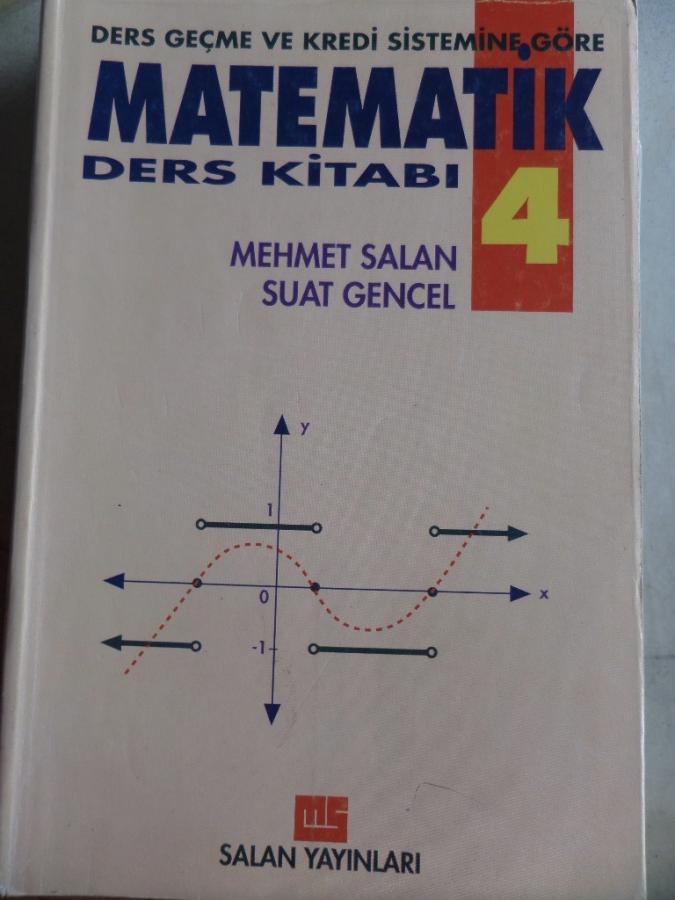 DERS GEÇME VE KREDİ SİSTEMİNE GÖRE
MATEMATİK
DERS KİTABI
4
MEHMET SALAN
SUAT GENCEL
y
1
0
x
-1
MS
SALAN YAYINLARI